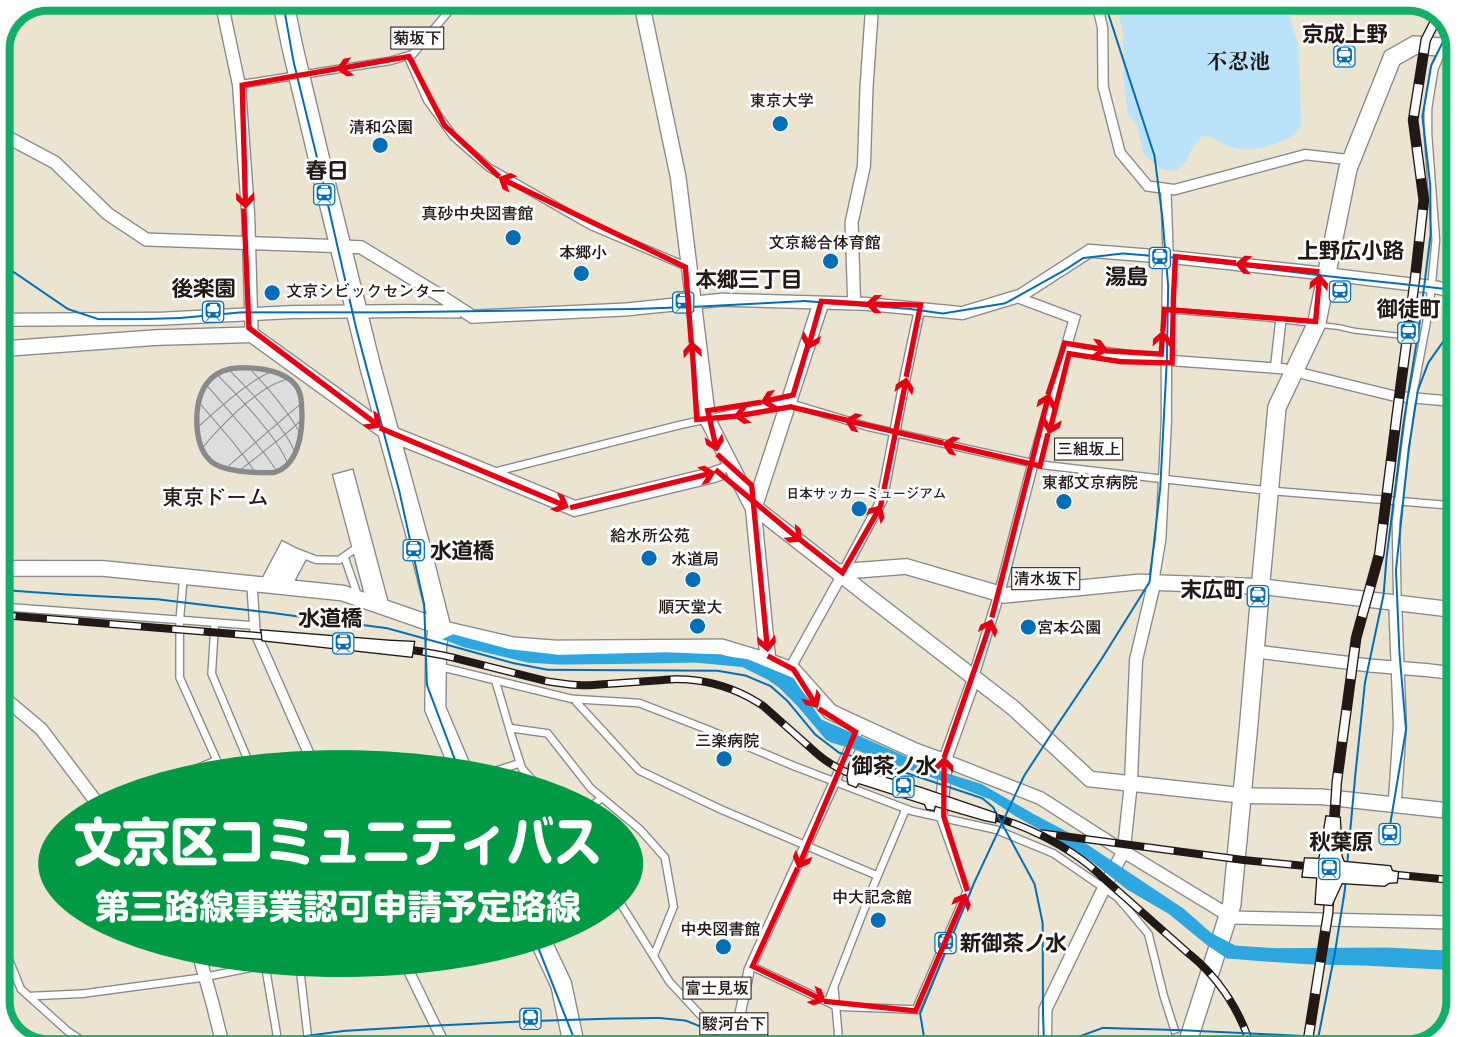 菊坂下
京成上野
不忍池
東京大学
清和公園
春日
真砂中央図書館
本郷小
文京総合体育館
上野広小路
湯島
本郷三丁目
後楽園
文京シビックセンター
御徒町
三組坂上
東都文京病院
日本サッカーミュージアム
東京ドーム
給水所公苑
水道橋
水道局
清水坂下
末広町
順天堂大
水道橋
宮本公園
三楽病院
御茶ノ水
文京区コミュニティバス
第三路線事業認可申請予定路線
秋葉原
中大記念館
中央図書館
新御茶ノ水
富士見坂
駿河台下